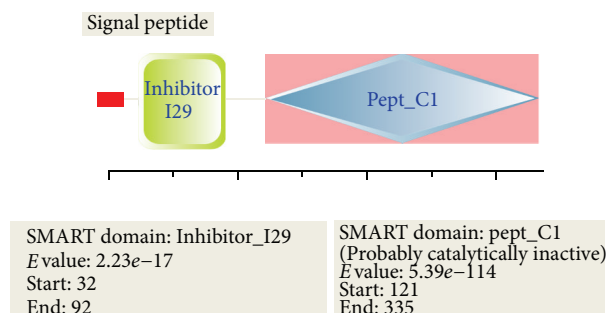 Signal peptide
Inhibitor
I29
Pept_C1
SMART domain: Inhibitor_I29
E value: 2.23e−17
Start: 32
End: 92
SMART domain: pept_C1
(Probably catalytically inactive)
E value: 5.39e−114
Start: 121
End: 335